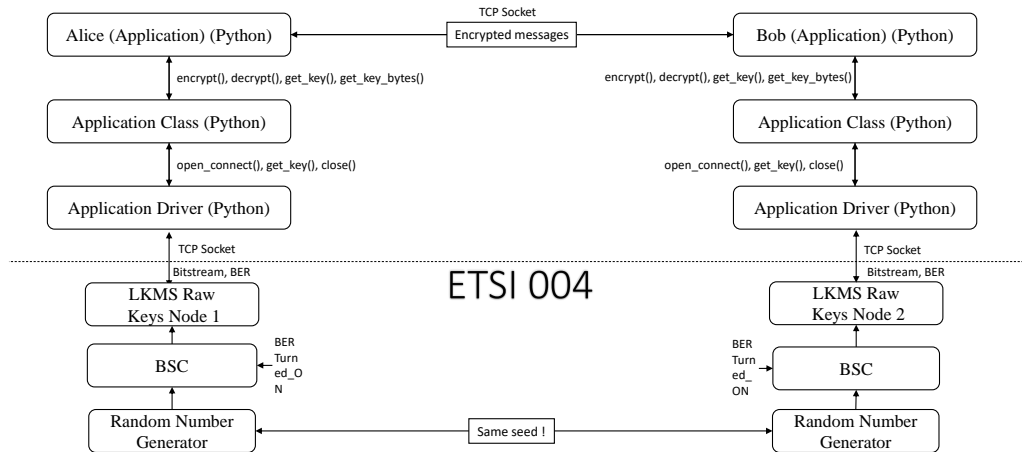 TCP Socket
Alice (Application) (Python)
Encrypted messages
Bob (Application) (Python)
encrypt(), decrypt(), get_key(), get_key_bytes()
encrypt(), decrypt(), get_key(), get_key_bytes()
Application Class (Python)
Application Class (Python)
open_connect(), get_key(), close()
open_connect(), get_key(), close()
Application Driver (Python)
Application Driver (Python)
TCP Socket
TCP Socket
Bitstream, BER
ETSI 004
Bitstream, BER
LKMS Raw
Keys Node 1
LKMS Raw
Keys Node 2
BSC
BER
Turn
ed_O
N
BER
Turn
ed_
ON
BSC
Random Number
Generator
Same seed !
Random Number
Generator